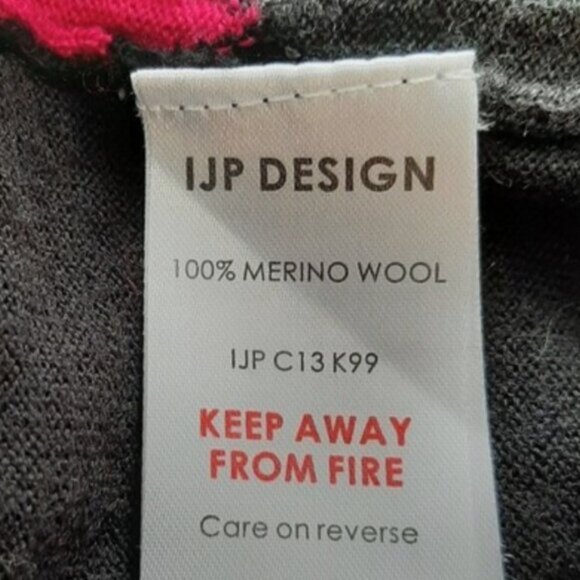 IJP DESIGN
100% MERINO WOOL
IJP C13 K99
KEEP AWAY
FROM FIRE
Care on reverse